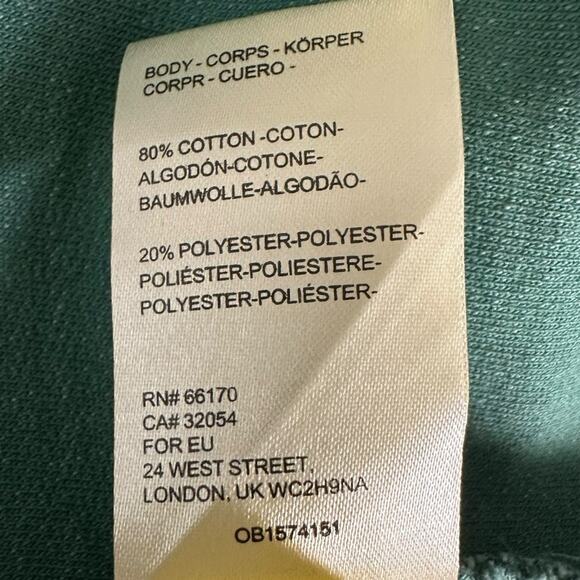 BODY - CORPS - KÖRPER
CORPR - CUERO -
80% COTTON -COTON-
ALGODÓN-COTONE-
BAUMWOLLE-ALGODÃO-
20% POLYESTER-POLYESTER-
POLIÉSTER-POLIESTERE-
POLYESTER-POLIÉSTER-
RN# 66170
CA# 32054
FOR EU
24 WEST STREET,
LONDON, UK WC2H9NA
OB1574151